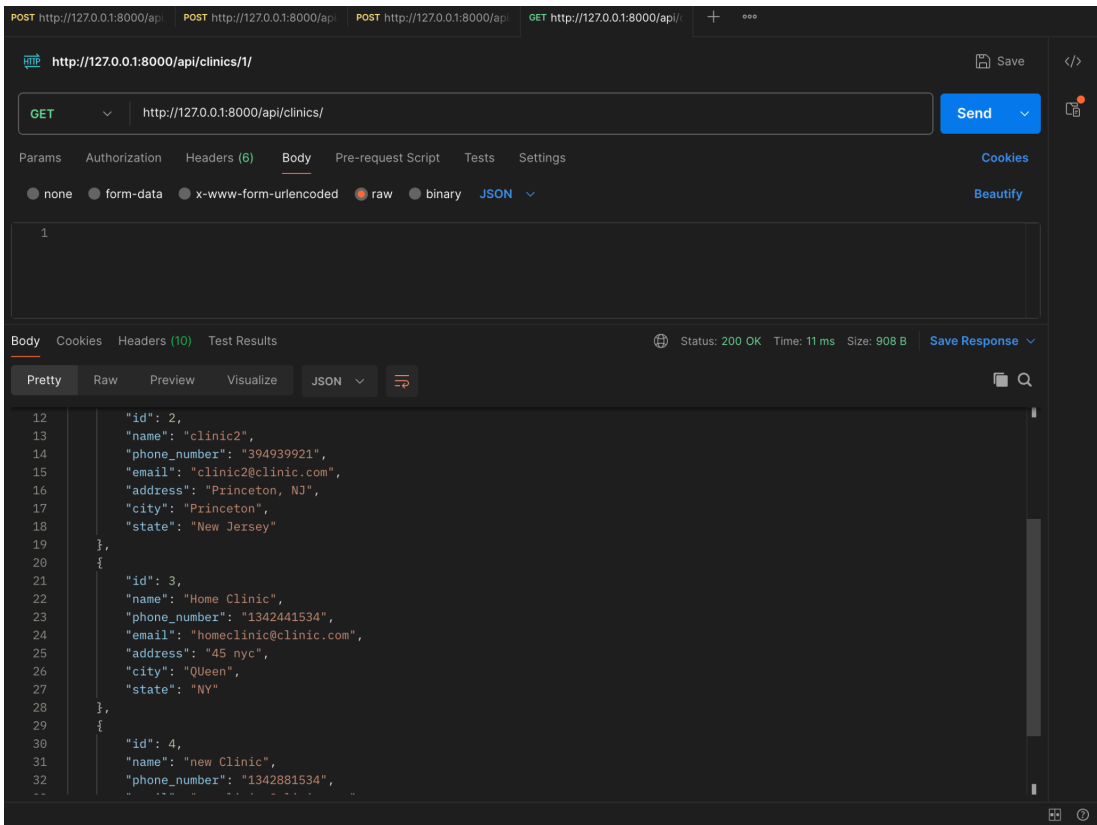 POST http://127.0.0.1:8000/api POST http://127.0.0.1:8000/api POST http://127.0.0.1:8000/api GET http://127.0.0.1:8000/api/
HTTP http://127.0.0.1:8000/api/clinics/1/ Save </>
GET http://127.0.0.1:8000/api/clinics/ Send
Params Authorization Headers (6) Body Pre-request Script Tests Settings Cookies
none form-data x-www-form-urlencoded raw binary JSON Beautify
1
Body Cookies Headers (10) Test Results Status: 200 OK Time: 11 ms Size: 908 B Save Response
Pretty Raw Preview Visualize JSON
12 "id": 2,
13 "name": "clinic2",
14 "phone_number": "394939921",
15 "email": "clinic2@clinic.com",
16 "address": "Princeton, NJ",
17 "city": "Princeton",
18 "state": "New Jersey"
19 },
20 {
21 "id": 3,
22 "name": "Home Clinic",
23 "phone_number": "1342441534",
24 "email": "homeclinic@clinic.com",
25 "address": "45 nyc",
26 "city": "QUeen",
27 "state": "NY"
28 },
29 {
30 "id": 4,
31 "name": "new Clinic",
32 "phone_number": "1342881534",